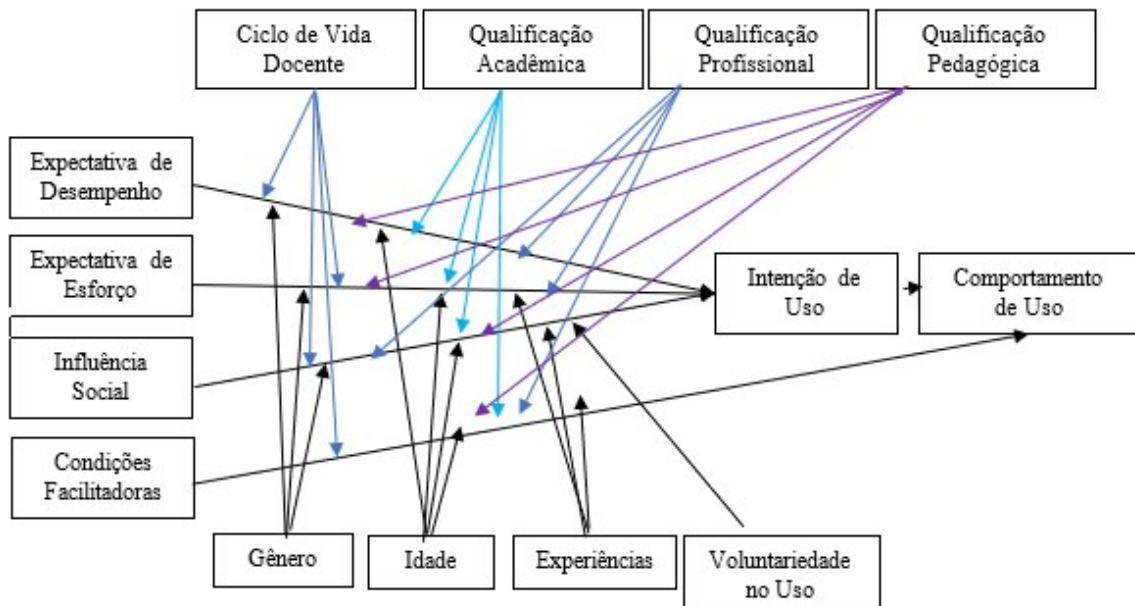 Ciclo de Vida
Docente
Qualificação
Acadêmica
Qualificação
Profissional
Qualificação
Pedagógica
Expectativa de
Desempenho
Expectativa de
Esforço
Influência
Social
Condições
Facilitadoras
Intenção de
Uso
Comportamento
de Uso
Gênero
Idade
Experiências
Voluntariedade
no Uso